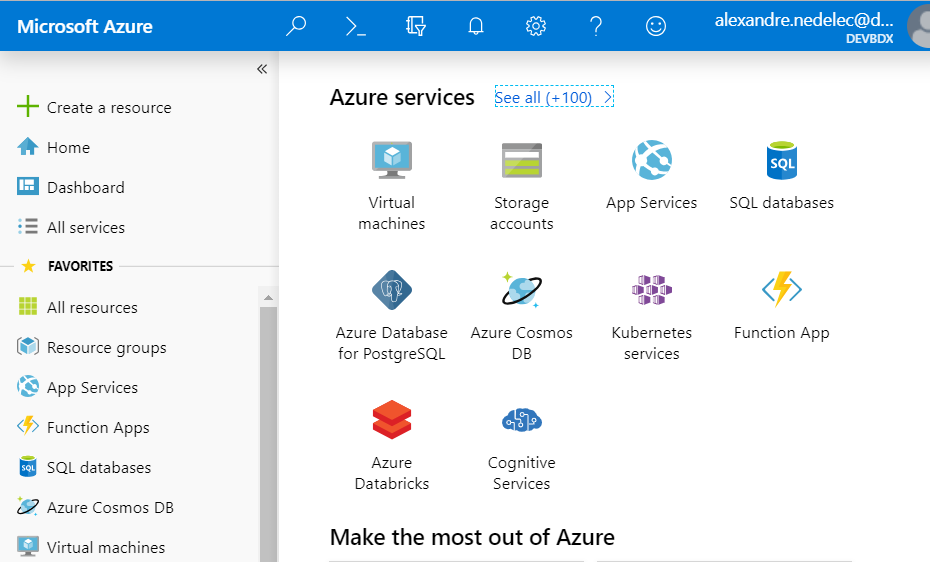 Microsoft Azure
alexandre.nedelec@d...
DEVBDX
Create a resource
Home
Dashboard
All services
FAVORITES
All resources
Resource groups
App Services
Function Apps
SQL databases
Azure Cosmos DB
Virtual machines
Azure services See all (+100)
Virtual
machines
Storage
accounts
App Services
SQL
SQL databases
Azure Database
for PostgreSQL
Azure Cosmos
DB
Kubernetes
services
Function App
Azure
Databricks
Cognitive
Services
Make the most out of Azure